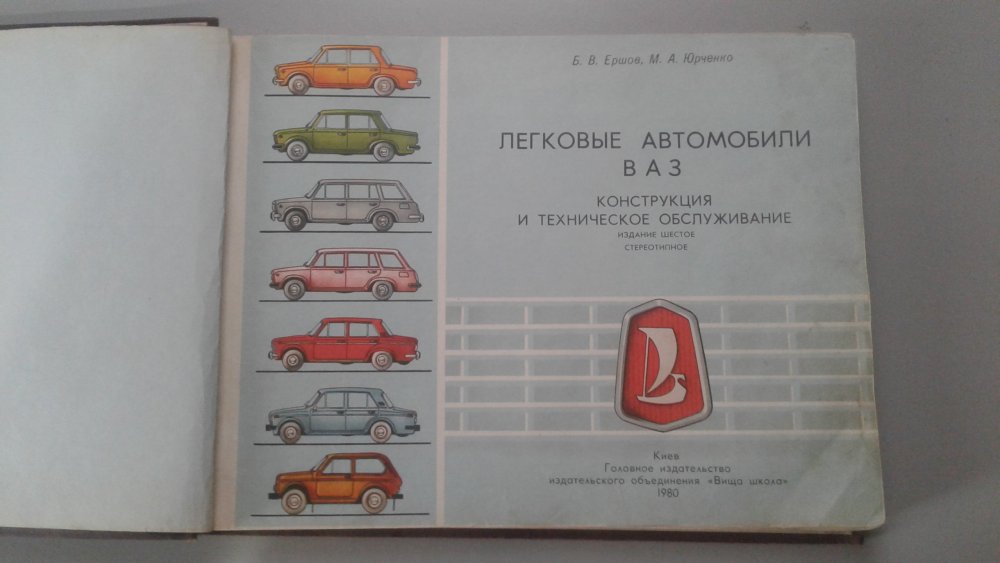 Б. В. Ершов, М. А. Юрченко
ЛЕГКОВЫЕ АВТОМОБИЛИ
ВАЗ
КОНСТРУКЦИЯ
И ТЕХНИЧЕСКОЕ ОБСЛУЖИВАНИЕ
ИЗДАНИЕ ШЕСТОЕ
СТЕРЕОТИПНОЕ
Киев
Головное издательство
издательского объединения «Вища школа»
1980